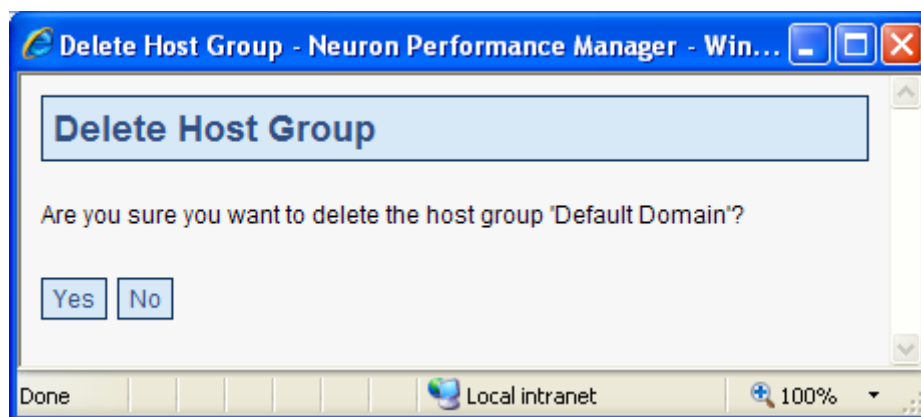 Delete Host Group - Neuron Performance Manager - Win...
Delete Host Group
Are you sure you want to delete the host group 'Default Domain'?
Yes No
Done Local intranet 100%